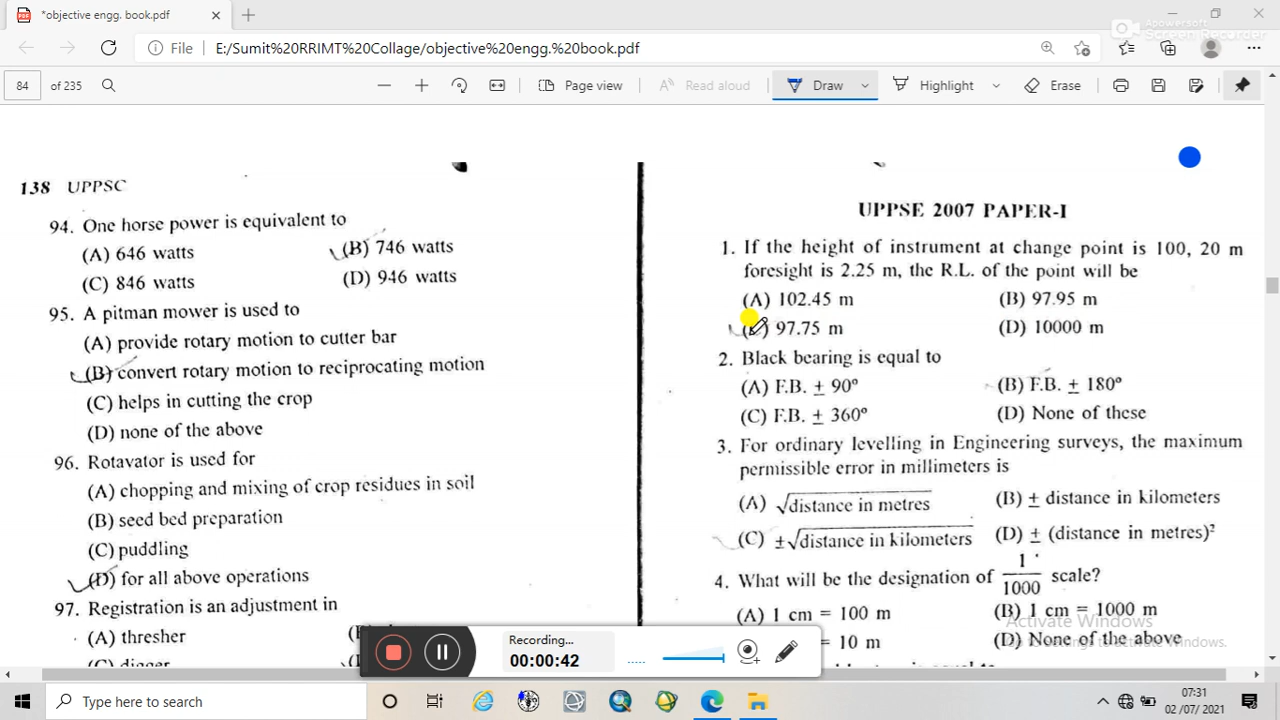 *objective engg. book.pdf
Apowersoft
Screen Recorder
File
E:/Sumit%20RRIMT%20Collage/objective%20engg.%20book.pdf
84 of 235
Page view
Read aloud
Draw
Highlight
Erase
138 UPPSC
94. One horse power is equivalent to
(A) 646 watts (B) 746 watts
(C) 846 watts (D) 946 watts
95. A pitman mower is used to
(A) provide rotary motion to cutter bar
(B) convert rotary motion to reciprocating motion
(C) helps in cutting the crop
(D) none of the above
96. Rotavator is used for
(A) chopping and mixing of crop residues in soil
(B) seed bed preparation
(C) puddling
(D) for all above operations
97. Registration is an adjustment in
(A) thresher
UPPSE 2007 PAPER-I
1. If the height of instrument at change point is 100, 20 m
foresight is 2.25 m, the R.L. of the point will be
(A) 102.45 m (B) 97.95 m
97.75 m (D) 10000 m
2. Black bearing is equal to
(A) F.B. ± 90° (B) F.B. ± 180°
(C) F.B. ± 360° (D) None of these
3. For ordinary levelling in Engineering surveys, the maximum
permissible error in millimeters is
(A) √distance in metres (B) ± distance in kilometers
(C) ±√distance in kilometers (D) ± (distance in metres)²
4. What will be the designation of 1/1000 scale?
(A) 1 cm = 100 m (B) 1 cm = 1000 m
= 10 m (D) None of the above
Activate Windows
Recording...
00:00:42
Type here to search
07:31
02/07/2021